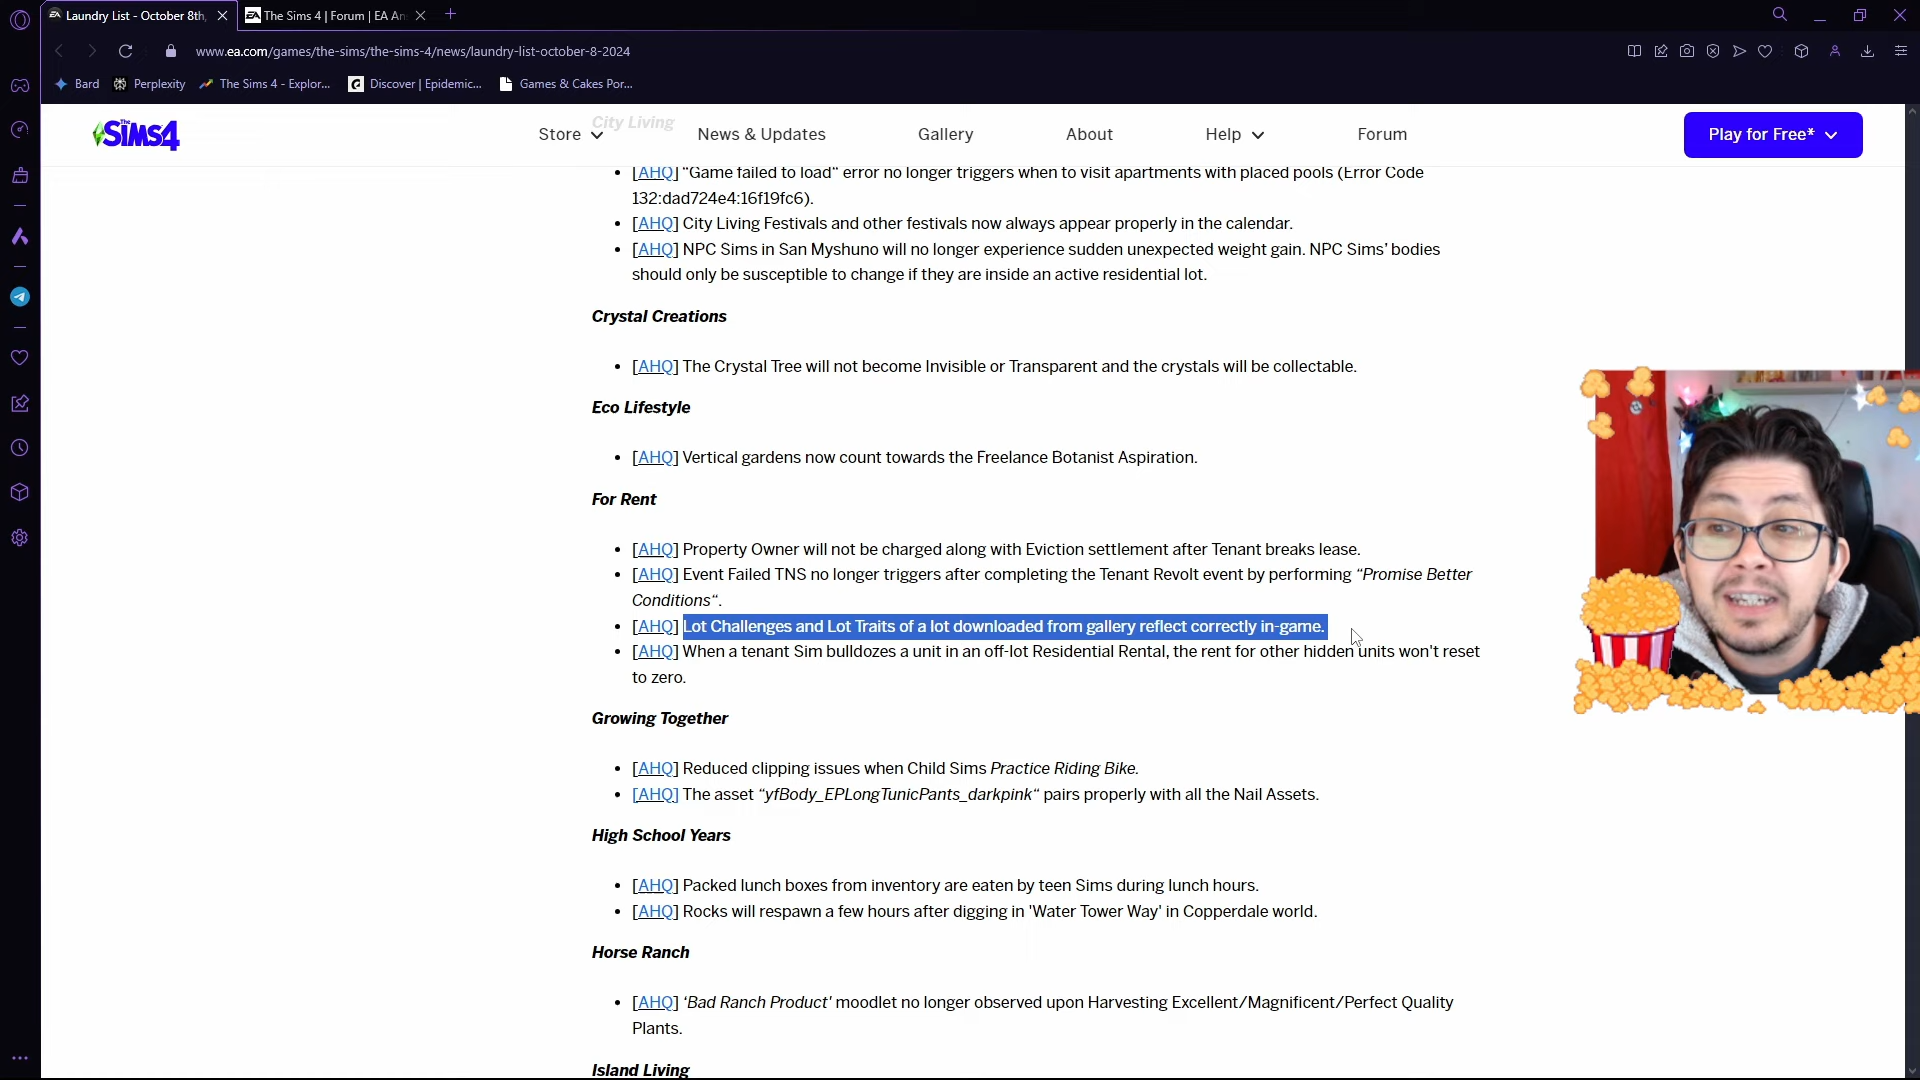 Laundry List - October 8th,
The Sims 4 | Forum | EA An
www.ea.com/games/the-sims/the-sims-4/news/laundry-list-october-8-2024
Bard
Perplexity
The Sims 4 - Explor...
Discover | Epidemic...
Games & Cakes Por...
The SIMS4
Store
News & Updates
Gallery
About
Help
Forum
Play for Free*
City Living
[AHQ] "Game failed to load“ error no longer triggers when to visit apartments with placed pools (Error Code
132:dad724e4:16f19fc6).
[AHQ] City Living Festivals and other festivals now always appear properly in the calendar.
[AHQ] NPC Sims in San Myshuno will no longer experience sudden unexpected weight gain. NPC Sims’ bodies
should only be susceptible to change if they are inside an active residential lot.
Crystal Creations
[AHQ] The Crystal Tree will not become Invisible or Transparent and the crystals will be collectable.
Eco Lifestyle
[AHQ] Vertical gardens now count towards the Freelance Botanist Aspiration.
For Rent
[AHQ] Property Owner will not be charged along with Eviction settlement after Tenant breaks lease.
[AHQ] Event Failed TNS no longer triggers after completing the Tenant Revolt event by performing “Promise Better
Conditions“.
[AHQ] Lot Challenges and Lot Traits of a lot downloaded from gallery reflect correctly in-game.
[AHQ] When a tenant Sim bulldozes a unit in an off-lot Residential Rental, the rent for other hidden units won't reset
to zero.
Growing Together
[AHQ] Reduced clipping issues when Child Sims Practice Riding Bike.
[AHQ] The asset “yfBody_EPLongTunicPants_darkpink“ pairs properly with all the Nail Assets.
High School Years
[AHQ] Packed lunch boxes from inventory are eaten by teen Sims during lunch hours.
[AHQ] Rocks will respawn a few hours after digging in 'Water Tower Way' in Copperdale world.
Horse Ranch
[AHQ] ‘Bad Ranch Product’ moodlet no longer observed upon Harvesting Excellent/Magnificent/Perfect Quality
Plants.
Island Living